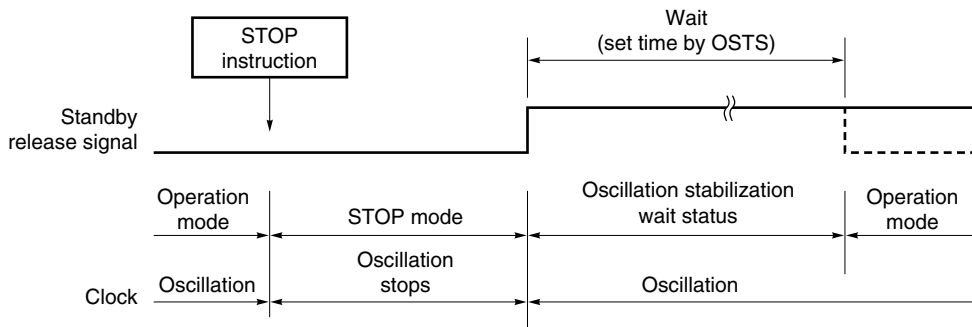 STOP
instruction
Wait
(set time by OSTS)
Standby
release signal
Operation
mode
STOP mode
Oscillation stabilization
wait status
Operation
mode
Clock
Oscillation
Oscillation
stops
Oscillation